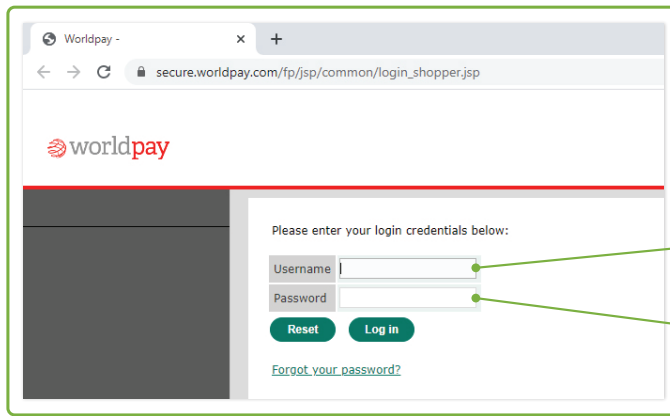 Worldpay -
secure.worldpay.com/fp/jsp/common/login_shopper.jsp
worldpay
Please enter your login credentials below:
Username
Password
Reset Log in
Forgot your password?